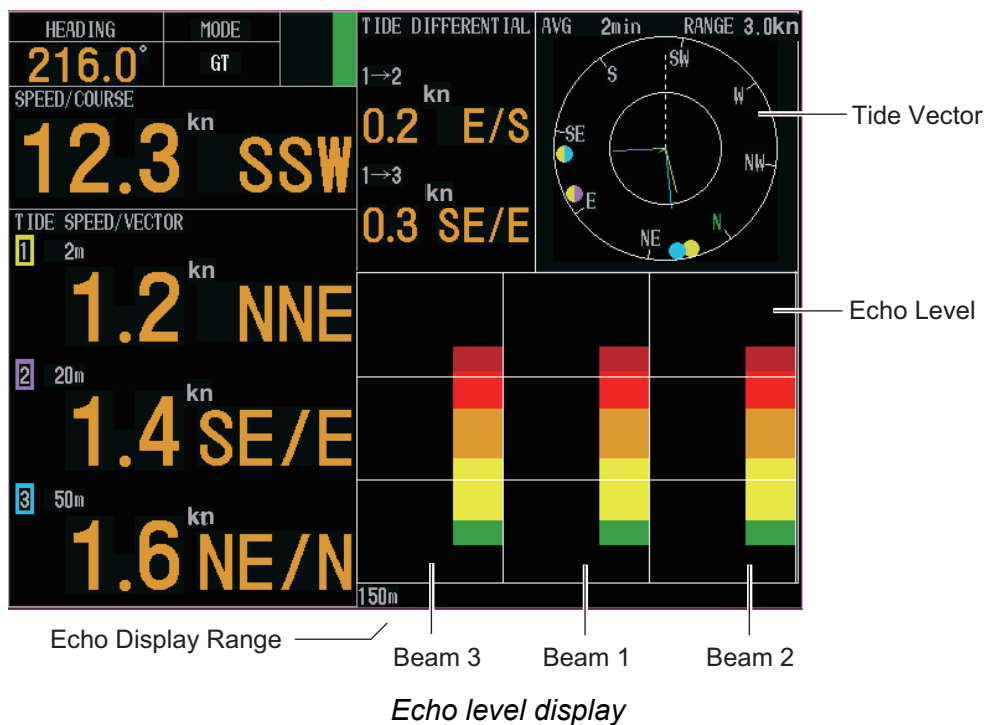 HEADING MODE
216.0° GT
SPEED/COURSE
12.3 kn SSW
TIDE SPEED/VECTOR
1 2m
1.2 kn NNE
2 20m
1.4 kn SE/E
3 50m
1.6 kn NE/N
TIDE DIFFERENTIAL
1→2
0.2 kn E/S
1→3
0.3 kn SE/E
AVG 2min RANGE 3.0kn
S SW W NW N NE E SE
150m
Tide Vector
Echo Level
Echo Display Range
Beam 3 Beam 1 Beam 2
Echo level display